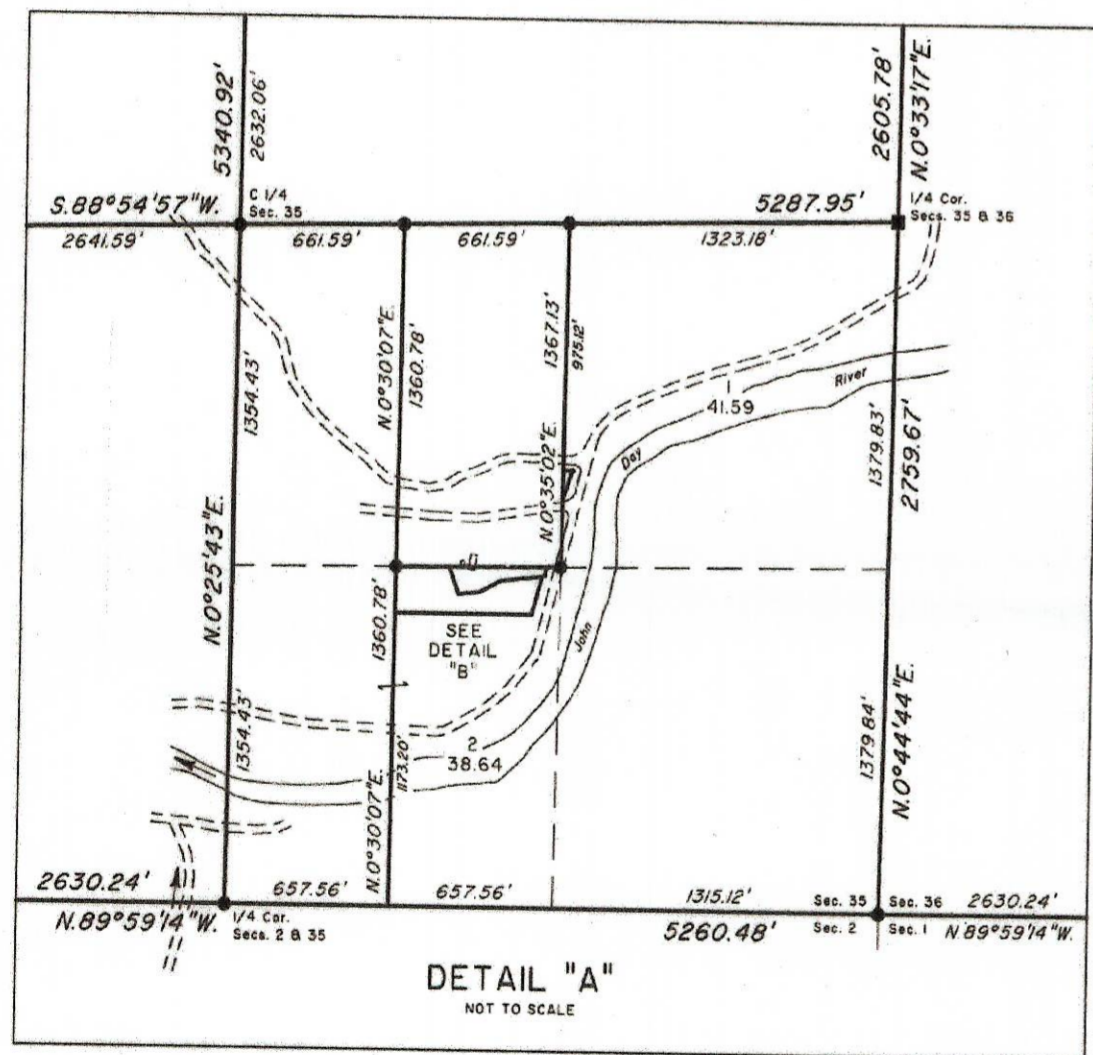 5340.92'
2632.06'
2605.78'
N.0°33'17"E.
S.88°54'57"W.
C 1/4
Sec. 35
5287.95'
1/4 Cor.
Secs. 35 & 36
2641.59'
661.59'
661.59'
1323.18'
N.0°30'07"E.
1360.78'
1367.13'
975.12'
1354.43'
River
1
41.59
Day
1379.83'
2759.67'
N.0°35'02"E.
N.0°25'43"E.
1360.78'
SEE
DETAIL
"B"
John
N.0°44'44"E.
1354.43'
2
38.64
1173.20'
1379.84'
N.0°30'07"E.
2630.24'
657.56'
657.56'
1315.12'
Sec. 35
Sec. 36
2630.24'
N.89°59'14"W.
1/4 Cor.
Secs. 2 & 35
5260.48'
Sec. 2
Sec. 1
N.89°59'14"W.
DETAIL "A"
NOT TO SCALE